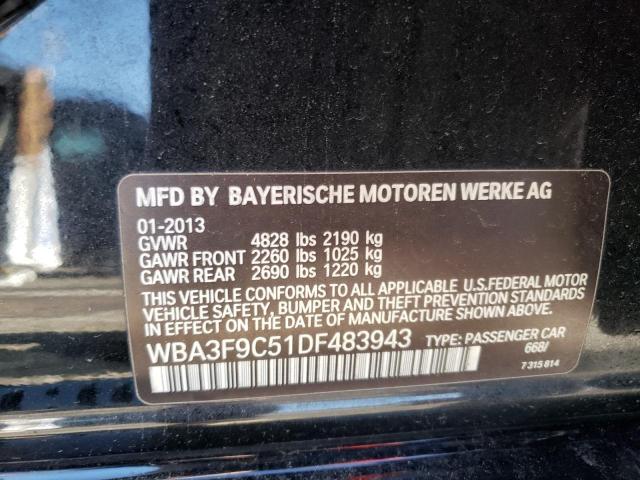 MFD BY BAYERISCHE MOTOREN WERKE AG
01-2013
GVWR 4828 lbs 2190 kg
GAWR FRONT 2260 lbs 1025 kg
GAWR REAR 2690 lbs 1220 kg
THIS VEHICLE CONFORMS TO ALL APPLICABLE U.S.FEDERAL MOTOR
VEHICLE SAFETY, BUMPER AND THEFT PREVENTION STANDARDS
IN EFFECT ON THE DATE OF MANUFACTURE SHOWN ABOVE.
WBA3F9C51DF483943 TYPE: PASSENGER CAR
668/
7 315 814